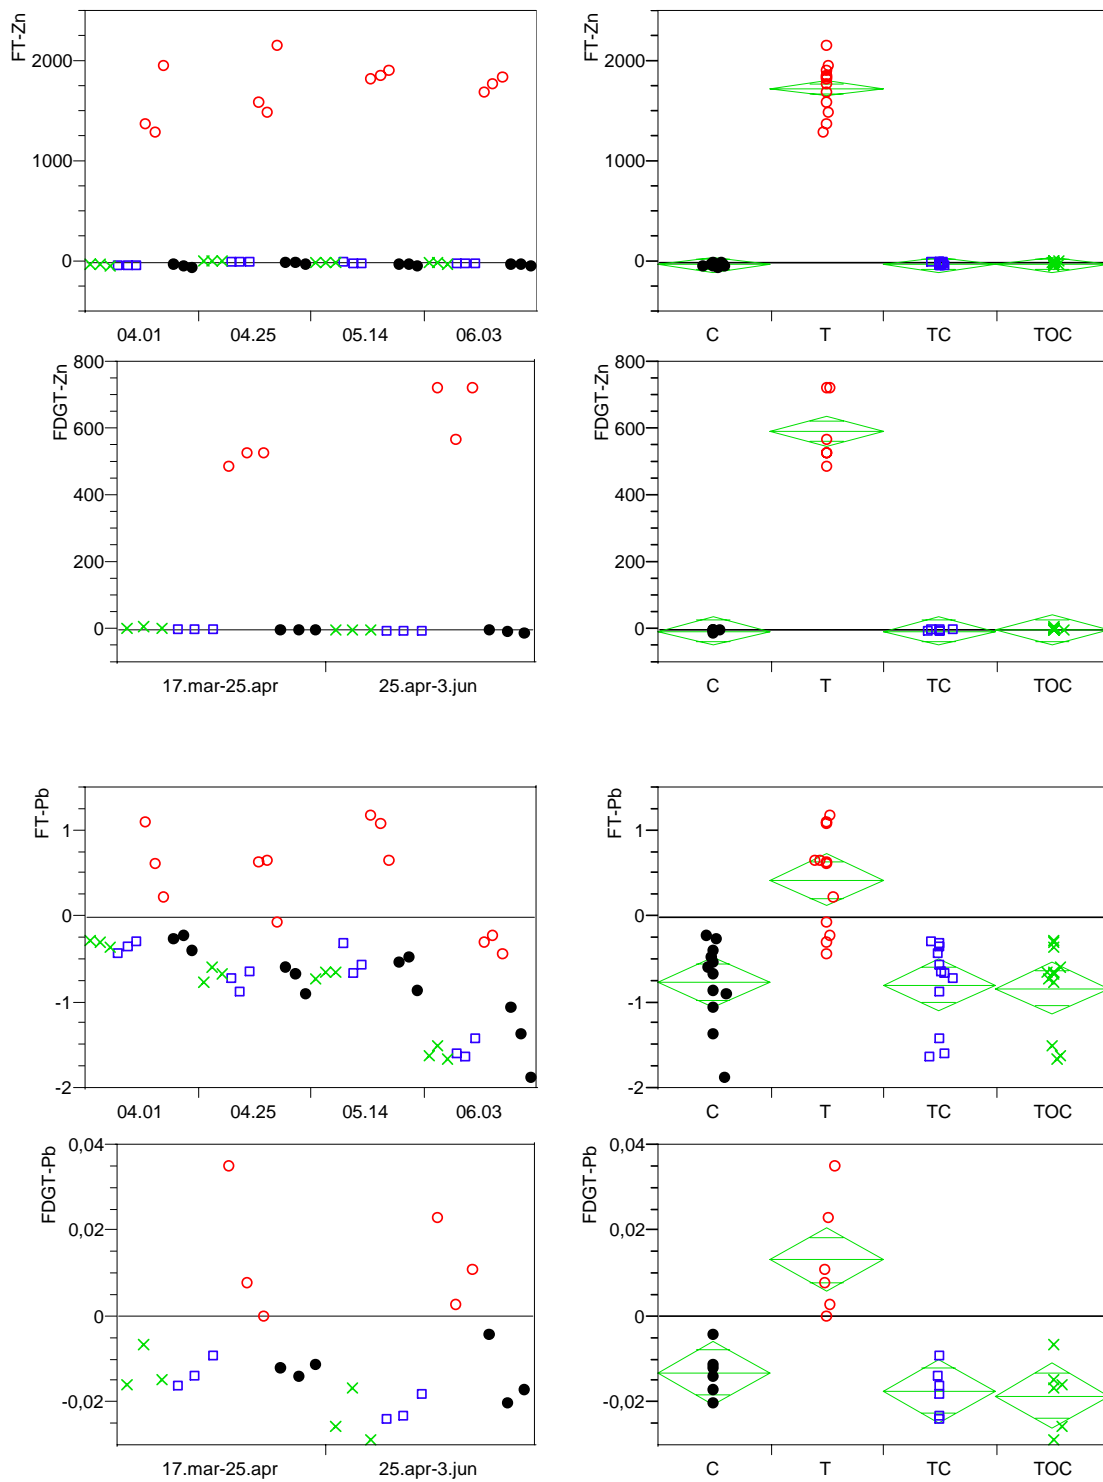 FT-Zn
2000
1000
0
04.01 04.25 05.14 06.03
FT-Zn
2000
1000
0
C T TC TOC
FDGT-Zn
800
600
400
200
0
17.mar-25.apr 25.apr-3.jun
FDGT-Zn
800
600
400
200
0
C T TC TOC
FT-Pb
1
0
-1
-2
04.01 04.25 05.14 06.03
FT-Pb
1
0
-1
-2
C T TC TOC
FDGT-Pb
0,04
0,02
0
-0,02
17.mar-25.apr 25.apr-3.jun
FDGT-Pb
0,04
0,02
0
-0,02
C T TC TOC